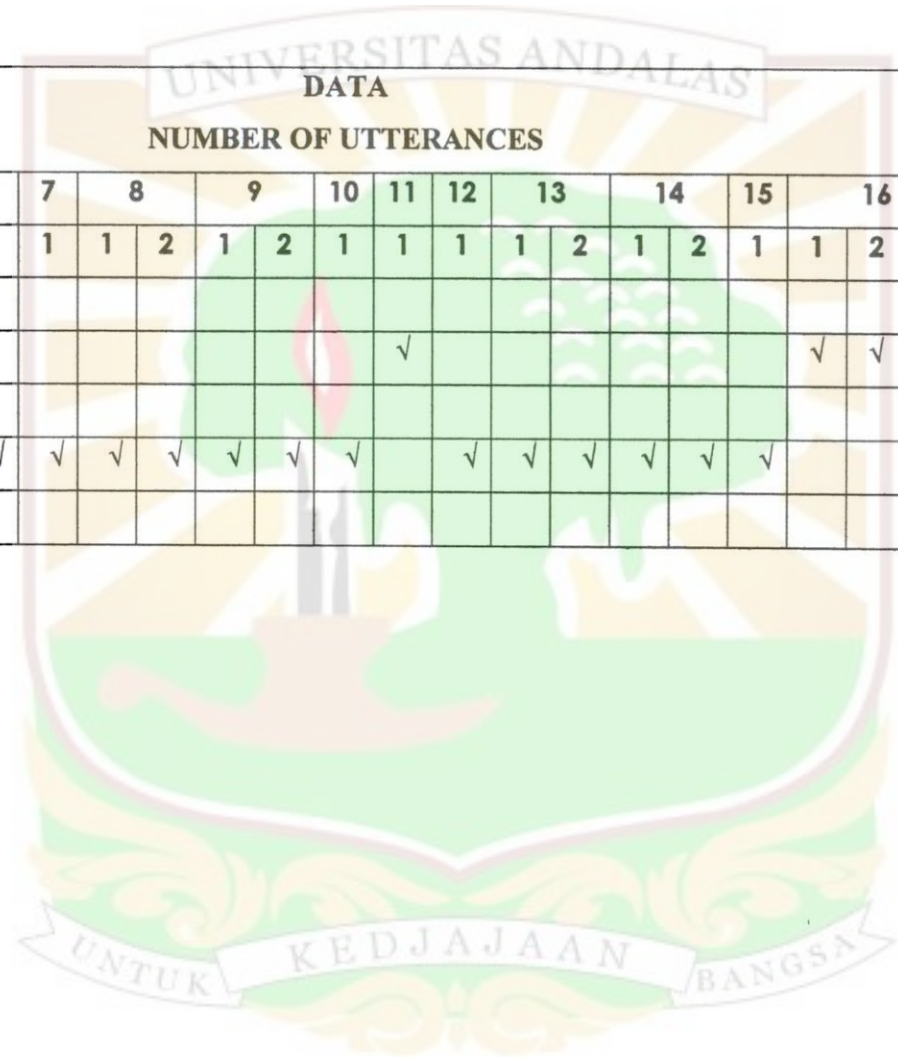 UNIVERSITAS ANDALAS
DATA
NUMBER OF UTTERANCES
7 8 9 10 11 12 13 14 15 16
1 1 2 1 2 1 1 1 1 2 1 2 1 1 2
√ √ √
√ √ √ √ √ √ √ √ √ √ √ √ √
UNTUK KEDJAJAAN BANGSA